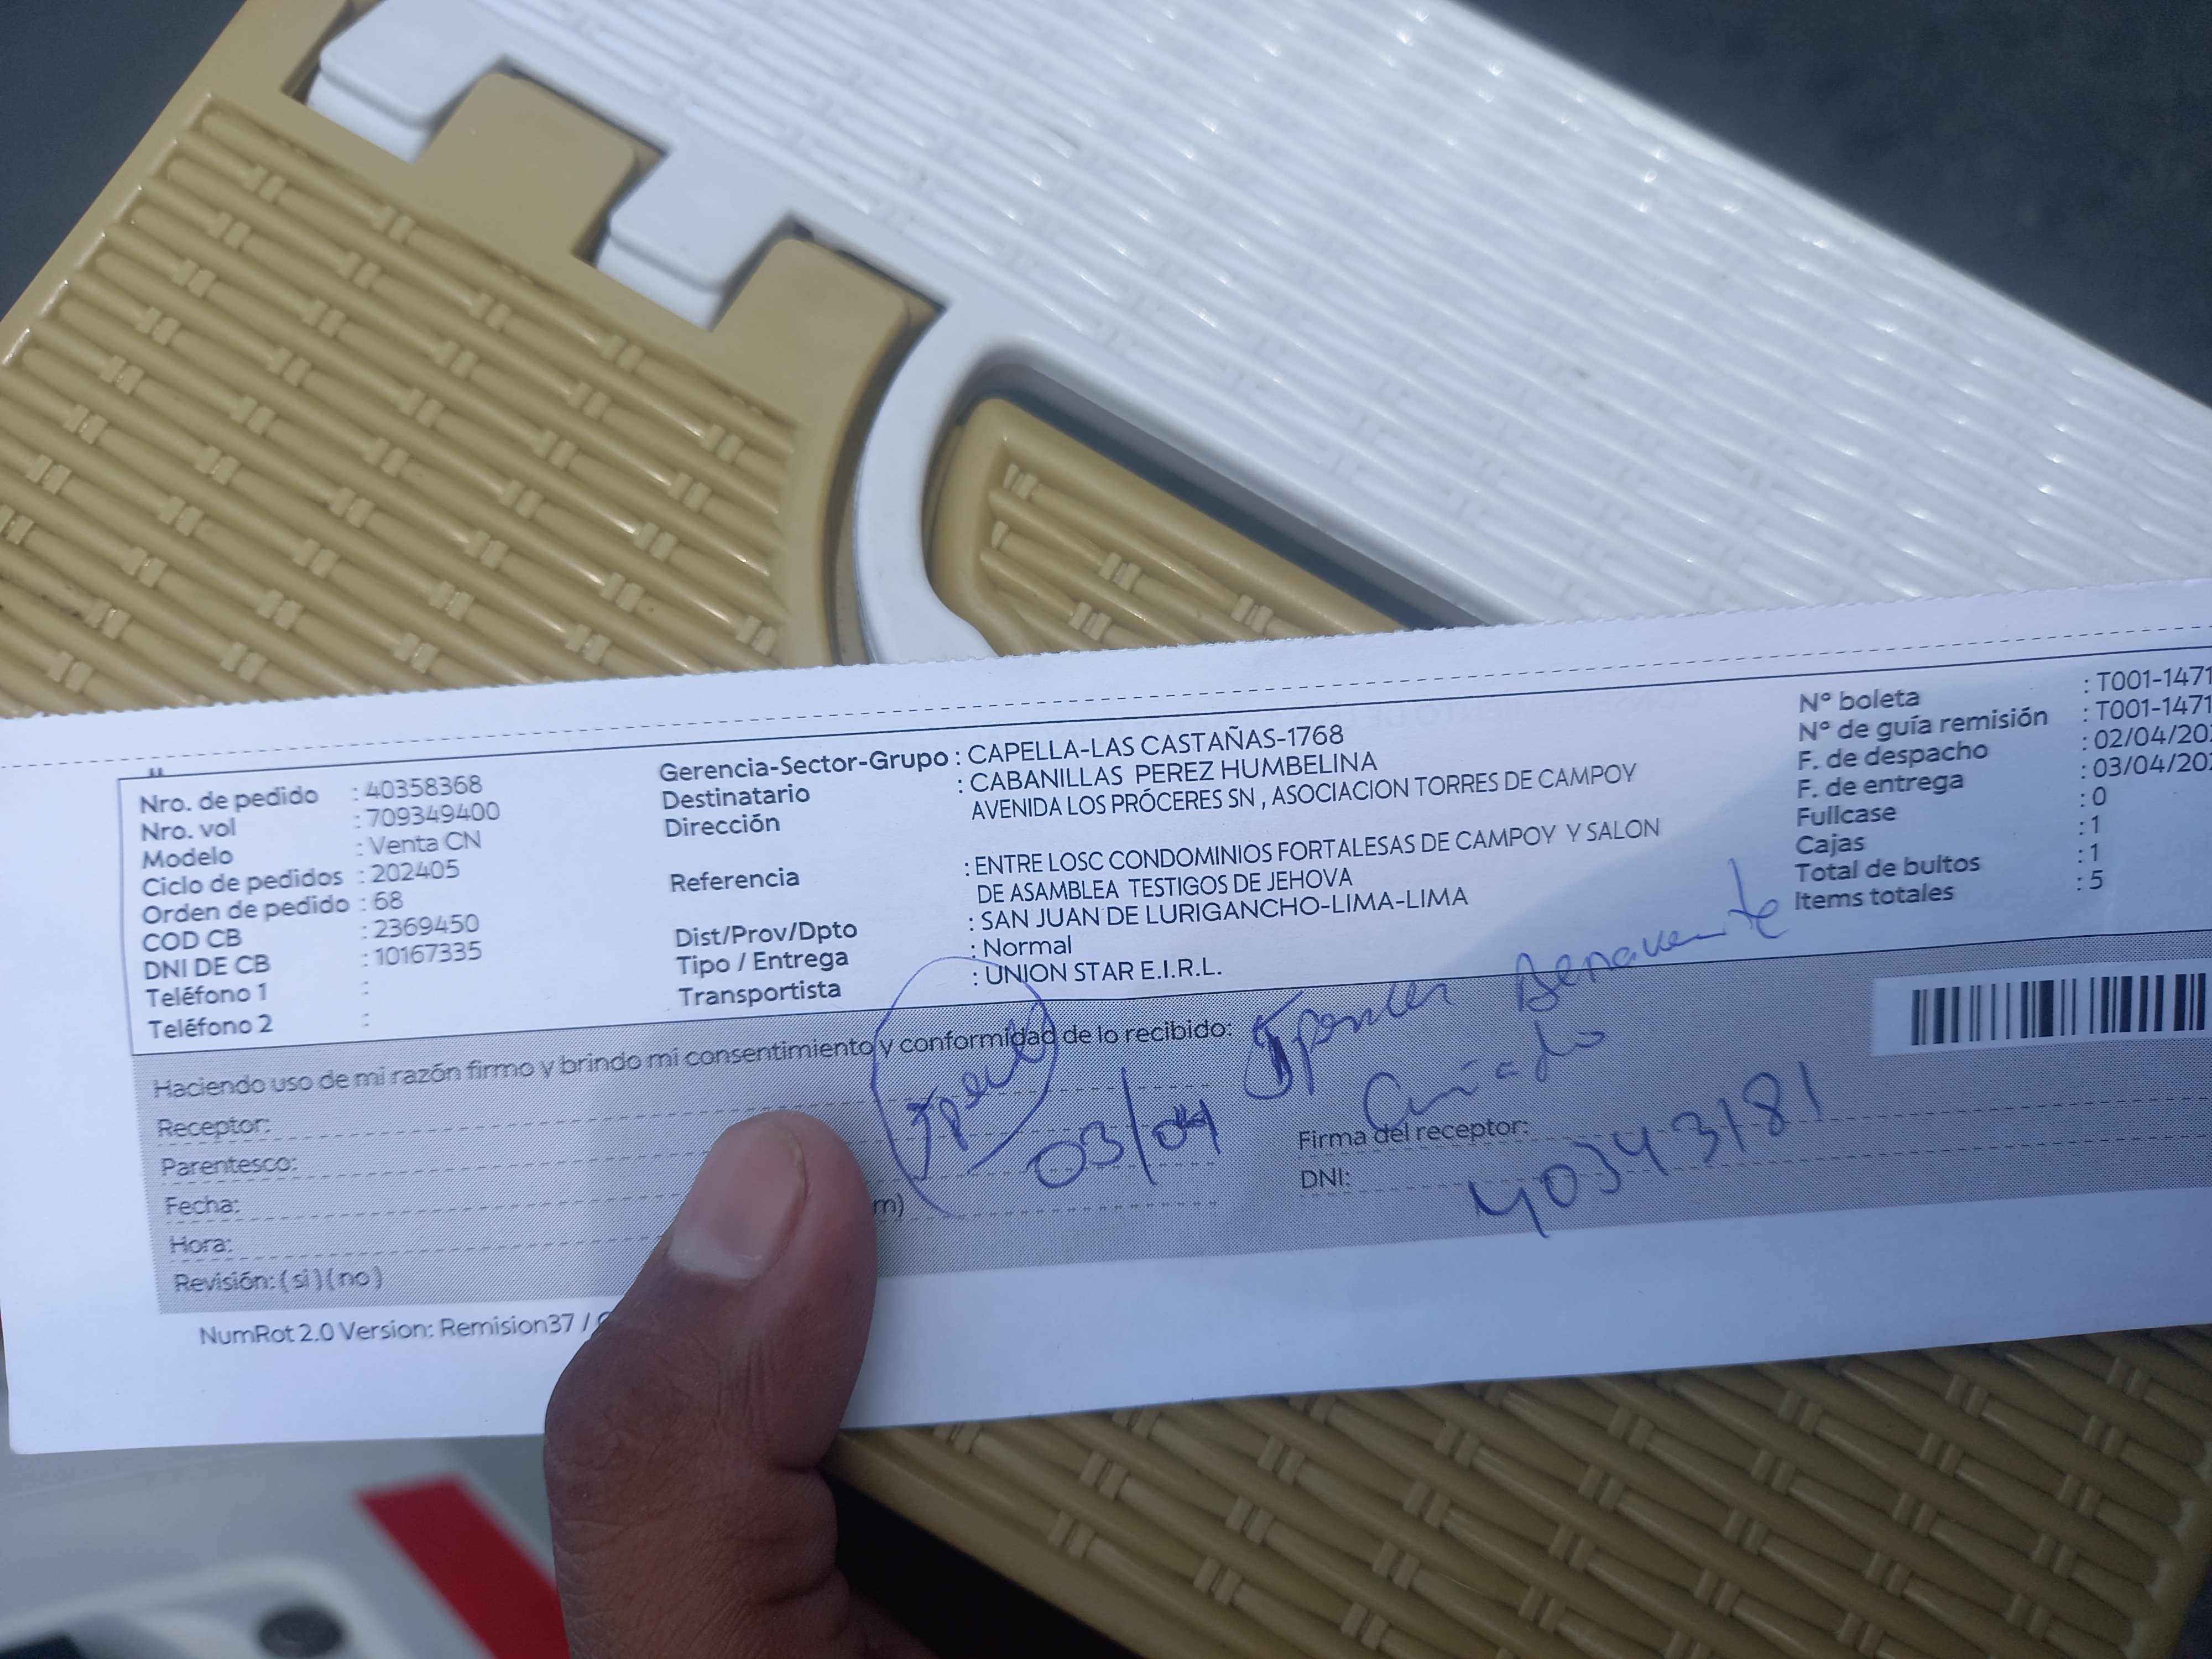 Nro. de pedido : 40358368
Nro. vol : 709349400
Modelo : Venta CN
Ciclo de pedidos : 202405
Orden de pedido : 68
COD CB : 2369450
DNI DE CB : 10167335
Teléfono 1 :
Teléfono 2 :
Gerencia-Sector-Grupo : CAPELLA-LAS CASTAÑAS-1768
Destinatario : CABANILLAS PEREZ HUMBELINA
Dirección AVENIDA LOS PRÓCERES SN , ASOCIACION TORRES DE CAMPOY
Referencia : ENTRE LOSC CONDOMINIOS FORTALESAS DE CAMPOY Y SALON
DE ASAMBLEA TESTIGOS DE JEHOVA
Dist/Prov/Dpto : SAN JUAN DE LURIGANCHO-LIMA-LIMA
Tipo / Entrega : Normal
Transportista : UNION STAR E.I.R.L.
Nº boleta : T001-1471
Nº de guía remisión : T001-1471
F. de despacho : 02/04/202
F. de entrega : 03/04/202
Fullcase : 0
Cajas : 1
Total de bultos : 1
Items totales : 5
Haciendo uso de mi razón firmo y brindo mi consentimiento y conformidad de lo recibido:
Benavente
Cuñado
Receptor:
Parentesco:
Fecha:
Hora: m)
Revisión: ( si ) ( no )
03/04
Firma del receptor:
DNI: 40343181
NumRot 2.0 Version: Remision37 /